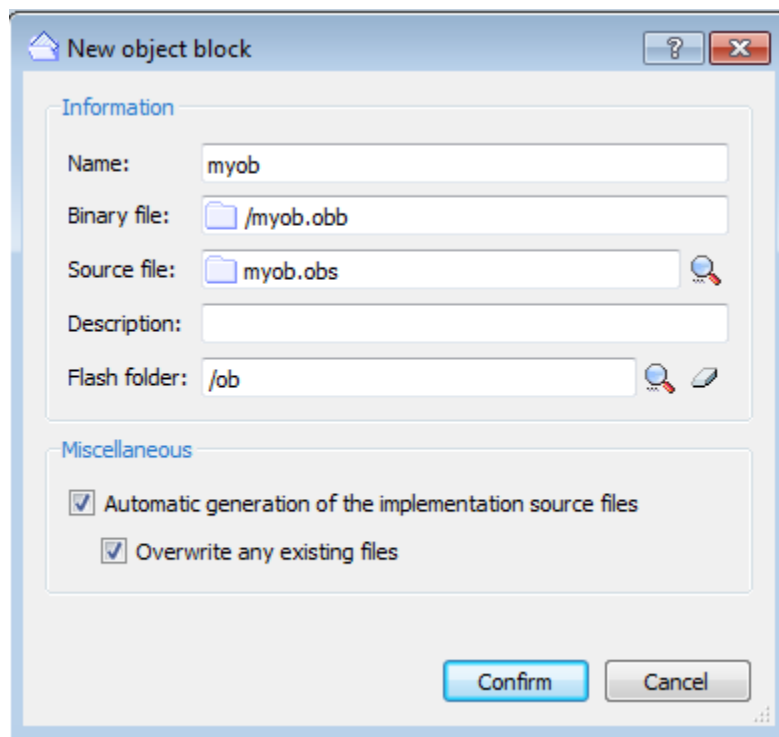 New object block
Information
Name: myob
Binary file: /myob.obb
Source file: myob.obs
Description:
Flash folder: /ob
Miscellaneous
Automatic generation of the implementation source files
Overwrite any existing files
Confirm Cancel